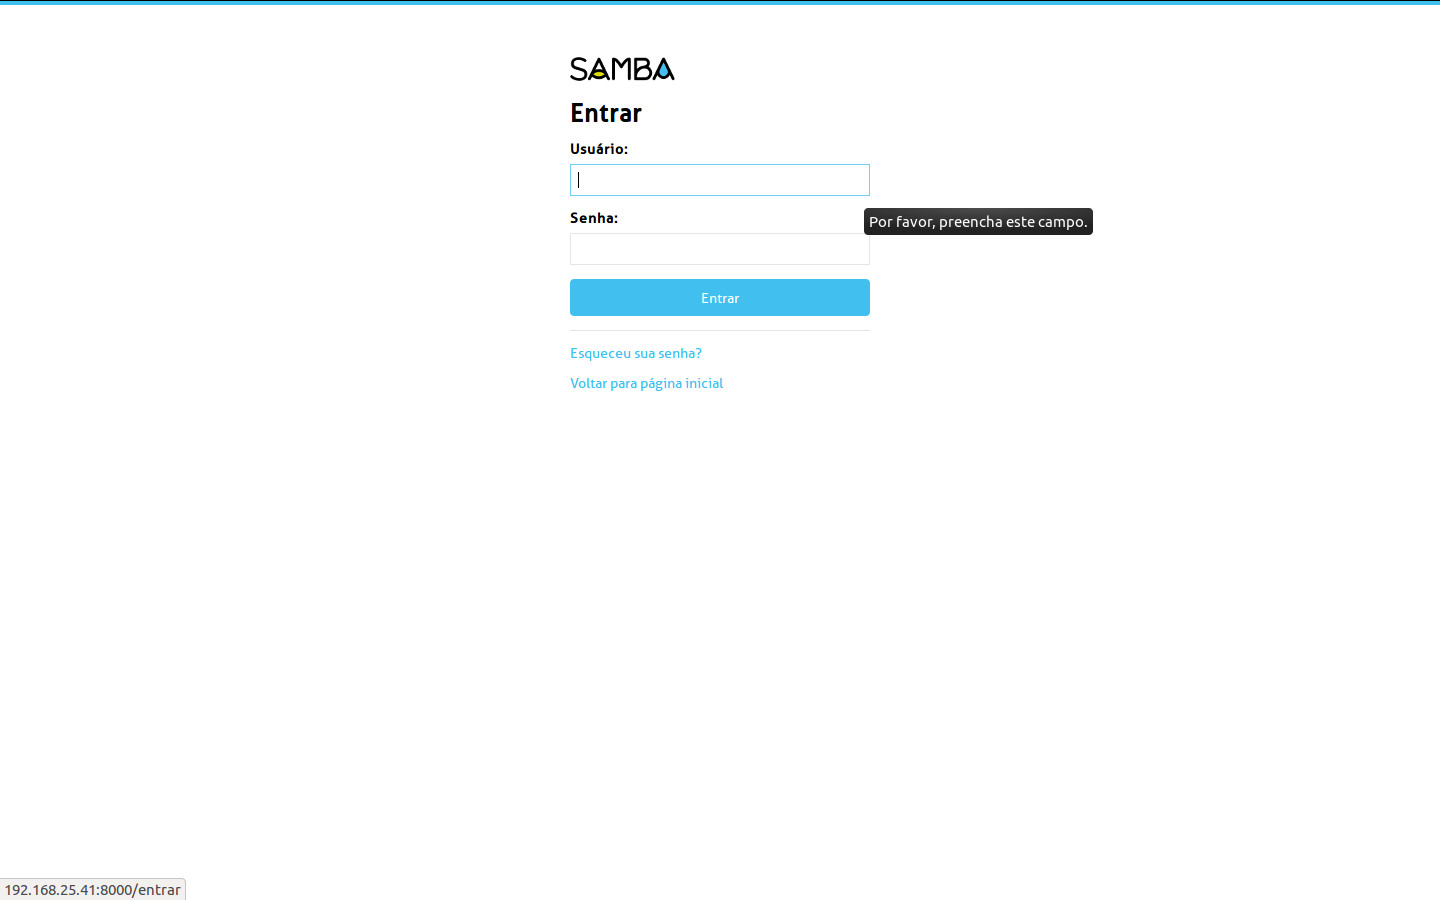 SAMBA
Entrar
Usuário:
Senha:
Por favor, preencha este campo.
Entrar
Esqueceu sua senha?
Voltar para página inicial
192.168.25.41:8000/entrar